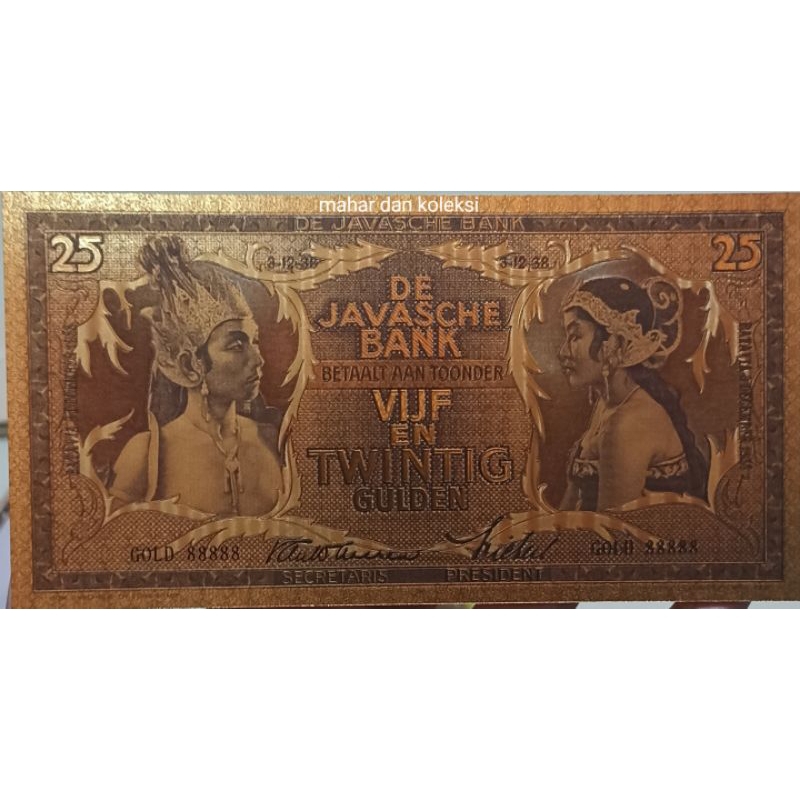 mahar dan koleksi
DE JAVASCHE BANK
25
3-12-38
3-12-38
25
DE
JAVASCHE
BANK
BETAALT AAN TOONDER
VIJF
EN
TWINTIG
GULDEN
GOLD 88888
GOLD 88888
SECRETARIS
PRESIDENT